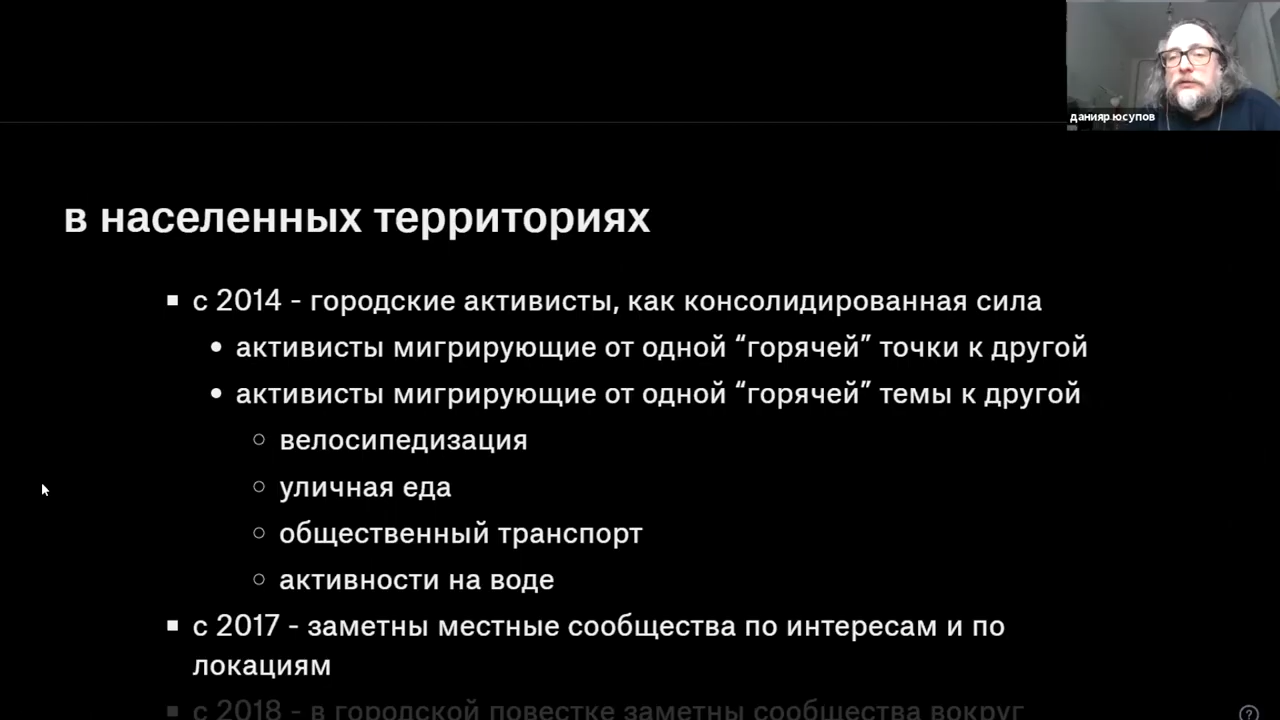 данияр юсупов
в населенных территориях
▪ с 2014 - городские активисты, как консолидированная сила
• активисты мигрирующие от одной “горячей” точки к другой
• активисты мигрирующие от одной “горячей” темы к другой
○ велосипедизация
○ уличная еда
○ общественный транспорт
○ активности на воде
▪ с 2017 - заметны местные сообщества по интересам и по
локациям
▪ с 2018 - в городской повестке заметны сообщества вокруг
?